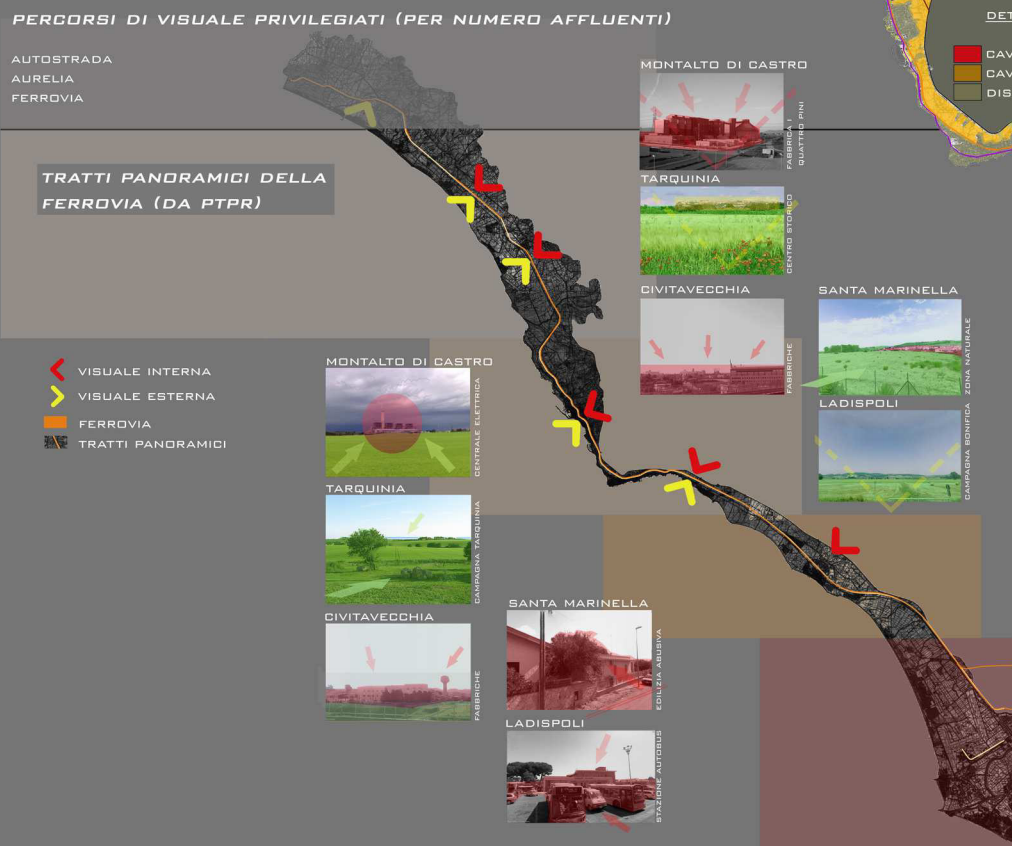 PERCORSI DI VISUALE PRIVILEGIATI (PER NUMERO AFFLUENTI)
AUTOSTRADA
AURELIA
FERROVIA
TRATTI PANORAMICI DELLA
FERROVIA (DA PTPR)
VISUALE INTERNA
VISUALE ESTERNA
FERROVIA
TRATTI PANORAMICI
MONTALTO DI CASTRO
FABBRICA I
QUATTRO PINI
TARQUINIA
CENTRO STORICO
CIVITAVECCHIA
FABBRICHE
SANTA MARINELLA
ZONA NATURALE
LADISPOLI
CAMPAGNA BONIFICA
MONTALTO DI CASTRO
CENTRALE ELETTRICA
TARQUINIA
CAMPAGNA TARQUINIA
CIVITAVECCHIA
FABBRICHE
SANTA MARINELLA
EDILIZIA ABUSIVA
LADISPOLI
STAZIONE AUTOBUS
DET
CAV
CAV
DIS